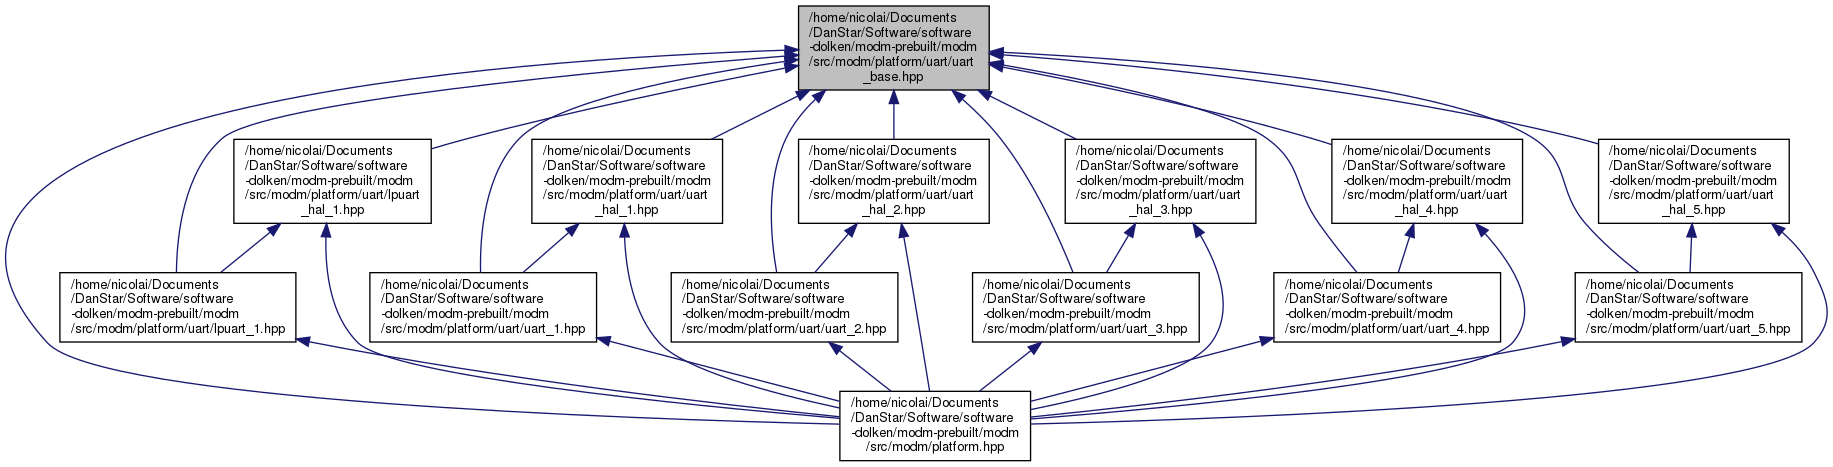 /home/nicolai/Documents
/DanStar/Software/software
-dolken/modm-prebuilt/modm
/src/modm/platform/uart/uart
_base.hpp
/home/nicolai/Documents
/DanStar/Software/software
-dolken/modm-prebuilt/modm
/src/modm/platform/uart/lpuart
_hal_1.hpp
/home/nicolai/Documents
/DanStar/Software/software
-dolken/modm-prebuilt/modm
/src/modm/platform/uart/uart
_hal_1.hpp
/home/nicolai/Documents
/DanStar/Software/software
-dolken/modm-prebuilt/modm
/src/modm/platform/uart/uart
_hal_2.hpp
/home/nicolai/Documents
/DanStar/Software/software
-dolken/modm-prebuilt/modm
/src/modm/platform/uart/uart
_hal_3.hpp
/home/nicolai/Documents
/DanStar/Software/software
-dolken/modm-prebuilt/modm
/src/modm/platform/uart/uart
_hal_4.hpp
/home/nicolai/Documents
/DanStar/Software/software
-dolken/modm-prebuilt/modm
/src/modm/platform/uart/uart
_hal_5.hpp
/home/nicolai/Documents
/DanStar/Software/software
-dolken/modm-prebuilt/modm
/src/modm/platform/uart/lpuart_1.hpp
/home/nicolai/Documents
/DanStar/Software/software
-dolken/modm-prebuilt/modm
/src/modm/platform/uart/uart_1.hpp
/home/nicolai/Documents
/DanStar/Software/software
-dolken/modm-prebuilt/modm
/src/modm/platform/uart/uart_2.hpp
/home/nicolai/Documents
/DanStar/Software/software
-dolken/modm-prebuilt/modm
/src/modm/platform/uart/uart_3.hpp
/home/nicolai/Documents
/DanStar/Software/software
-dolken/modm-prebuilt/modm
/src/modm/platform/uart/uart_4.hpp
/home/nicolai/Documents
/DanStar/Software/software
-dolken/modm-prebuilt/modm
/src/modm/platform/uart/uart_5.hpp
/home/nicolai/Documents
/DanStar/Software/software
-dolken/modm-prebuilt/modm
/src/modm/platform.hpp